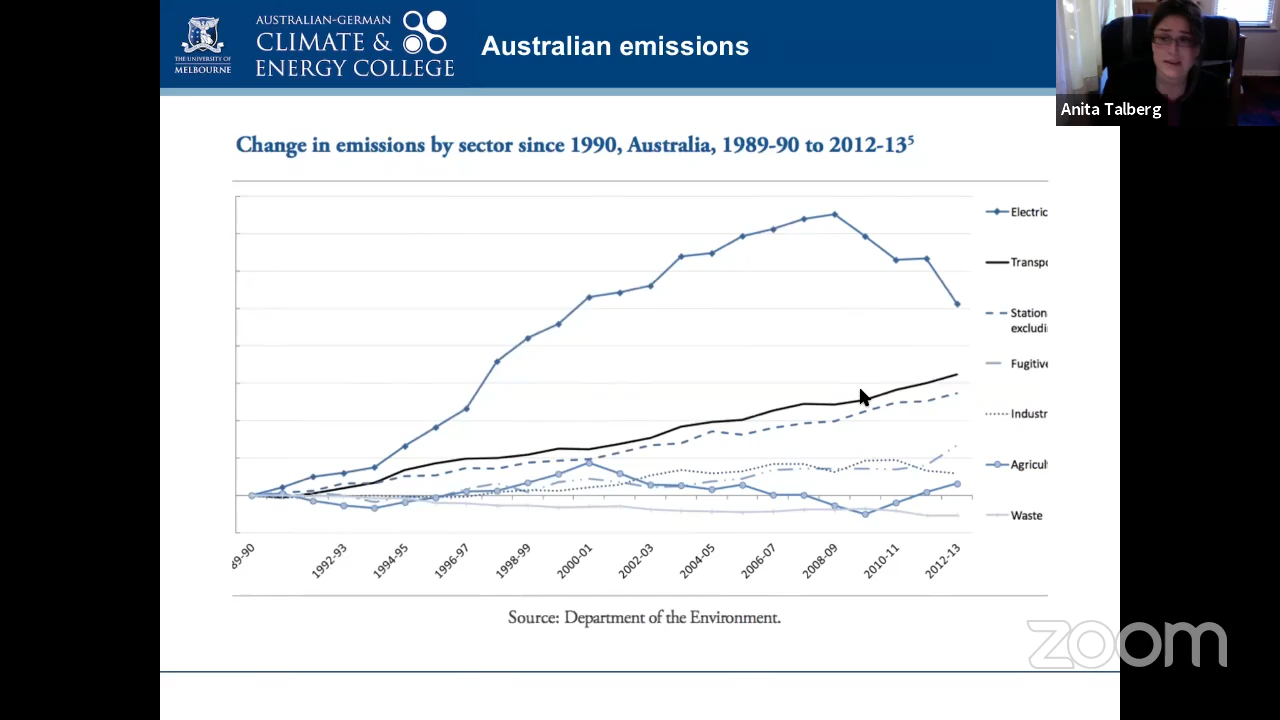 THE UNIVERSITY OF
MELBOURNE
AUSTRALIAN-GERMAN
CLIMATE &
ENERGY COLLEGE
Australian emissions
Anita Talberg
Change in emissions by sector since 1990, Australia, 1989-90 to 2012-13⁵
Electric
Transpo
Station
excludi
Fugitive
Industr
Agricult
Waste
89-90
1992-93
1994-95
1996-97
1998-99
2000-01
2002-03
2004-05
2006-07
2008-09
2010-11
2012-13
Source: Department of the Environment.
zoom